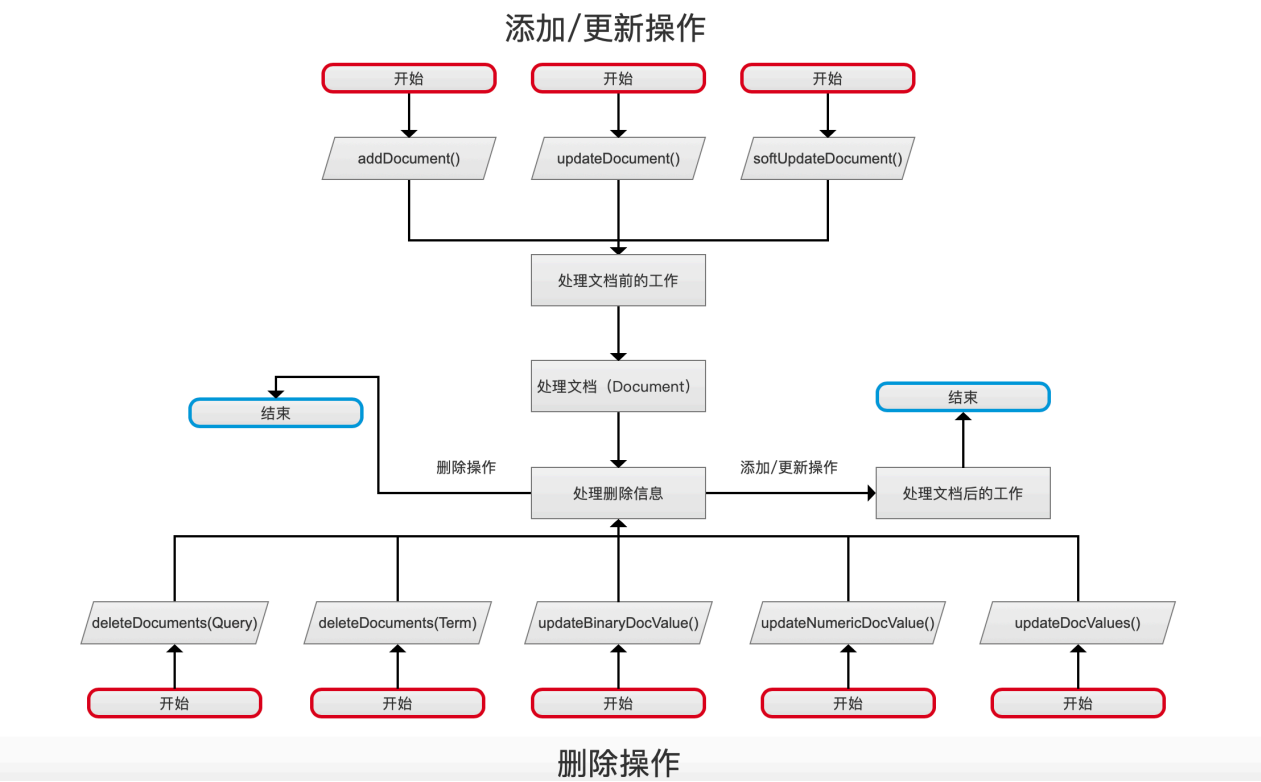 添加/更新操作
开始
开始
开始
addDocument()
updateDocument()
softUpdateDocument()
处理文档前的工作
处理文档（Document）
结束
结束
删除操作
添加/更新操作
处理删除信息
处理文档后的工作
deleteDocuments(Query)
deleteDocuments(Term)
updateBinaryDocValue()
updateNumericDocValue()
updateDocValues()
开始
开始
开始
开始
开始
删除操作